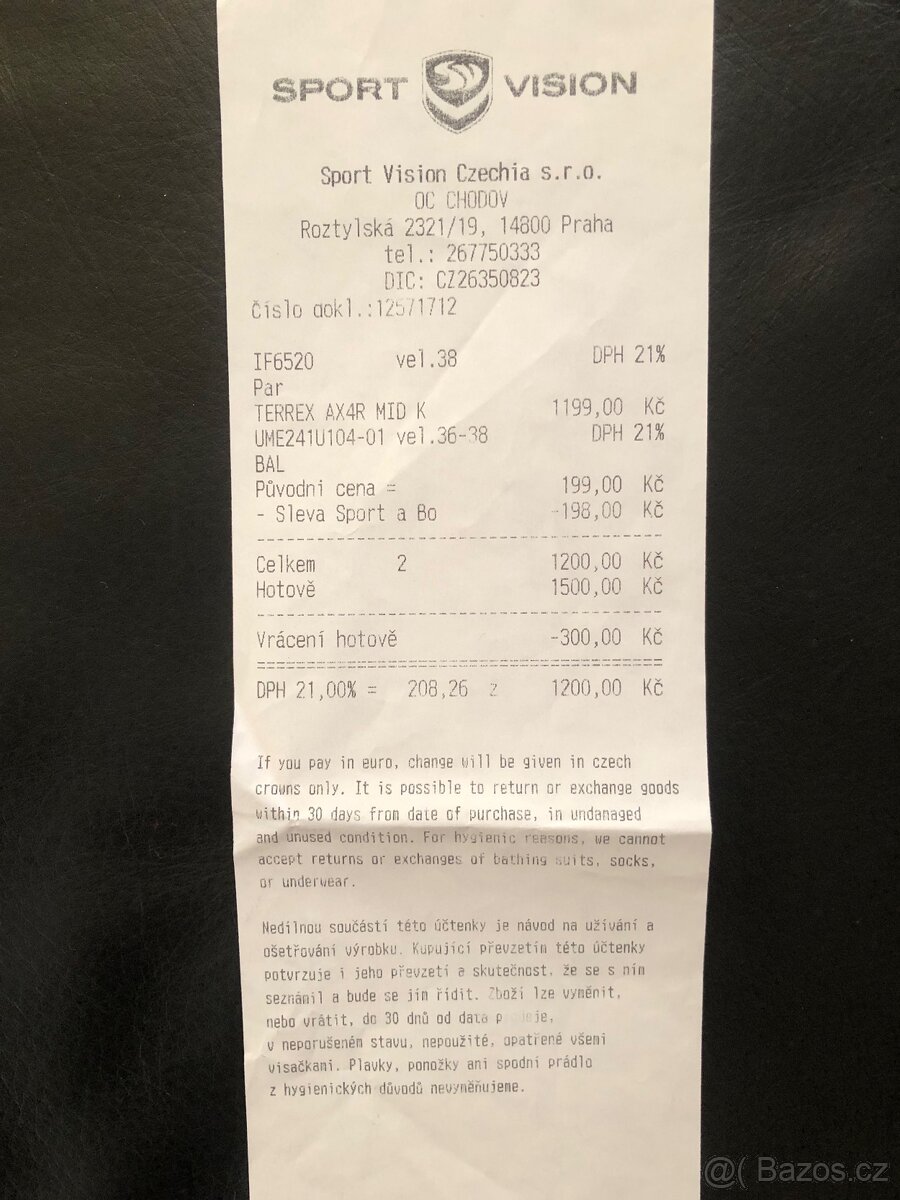 SPORT VISION
Sport Vision Czechia s.r.o.
OC CHODOV
Roztylská 2321/19, 14800 Praha
tel.: 267750333
DIC: CZ26350823
Číslo dokl.:12571712
IF6520 vel.38 DPH 21%
Par
TERREX AX4R MID K 1199,00 Kč
UME241U104-01 vel.36-38 DPH 21%
BAL
Původní cena = 199,00 Kč
- Sleva Sport a Bo -198,00 Kč
Celkem 2 1200,00 Kč
Hotově 1500,00 Kč
Vrácení hotově -300,00 Kč
DPH 21,00% = 208,26 z 1200,00 Kč
If you pay in euro, change will be given in czech
crowns only. It is possible to return or exchange goods
within 30 days from date of purchase, in undamaged
and unused condition. For hygienic reasons, we cannot
accept returns or exchanges of bathing suits, socks,
or underwear.
Nedílnou součástí této účtenky je návod na užívání a
ošetřování výrobku. Kupující převzetím této účtenky
potvrzuje i jeho převzetí a skutečnost, že se s ním
seznámil a bude se jím řídit. Zboží lze vyměnit,
nebo vrátit, do 30 dnů od data
v neporušeném stavu, nepoužité, opatřené všemi
visačkami. Plavky, ponožky ani spodní prádlo
z hygienických důvodů nevyměňujeme.
@( Bazos.cz